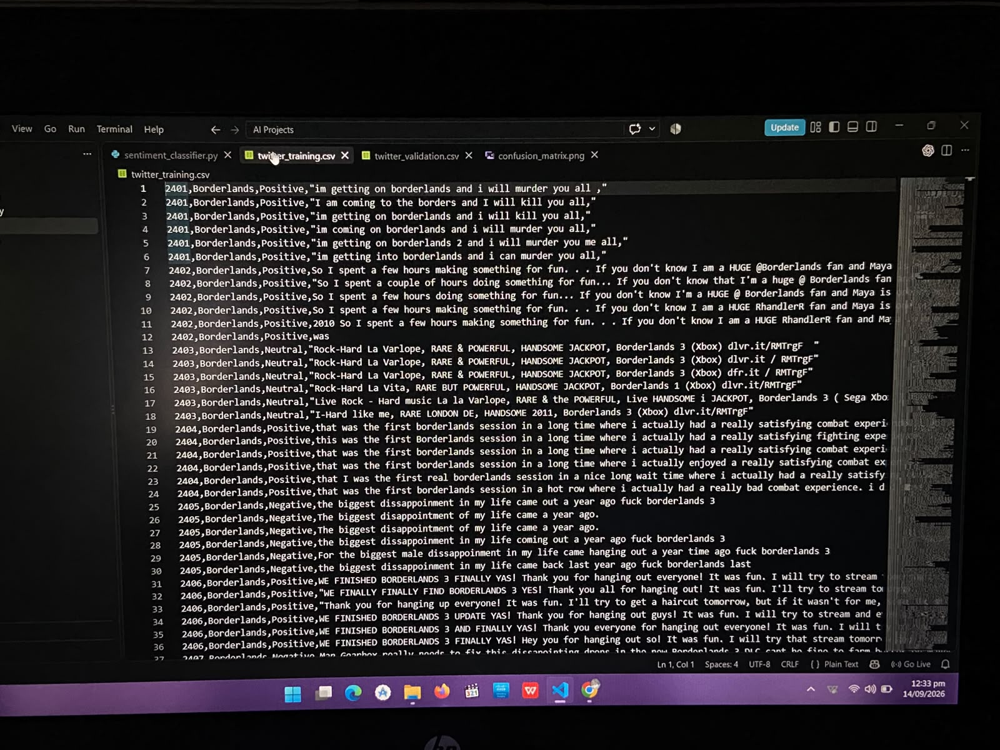 View Go Run Terminal Help
AI Projects
Update
sentiment_classifier.py
twitter_training.csv
twitter_validation.csv
confusion_matrix.png
twitter_training.csv
y
1 2401,Borderlands,Positive,"im getting on borderlands and i will murder you all ,"
2 2401,Borderlands,Positive,"I am coming to the borders and I will kill you all,"
3 2401,Borderlands,Positive,"im getting on borderlands and i will kill you all,"
4 2401,Borderlands,Positive,"im coming on borderlands and i will murder you all,"
5 2401,Borderlands,Positive,"im getting on borderlands 2 and i will murder you me all,"
6 2401,Borderlands,Positive,"im getting into borderlands and i can murder you all,"
7 2402,Borderlands,Positive,So I spent a few hours making something for fun. . . If you don't know I am a HUGE @Borderlands fan and Maya
8 2402,Borderlands,Positive,"So I spent a couple of hours doing something for fun... If you don't know that I'm a huge @ Borderlands fan
9 2402,Borderlands,Positive,So I spent a few hours doing something for fun... If you don't know I'm a HUGE @ Borderlands fan and Maya is
10 2402,Borderlands,Positive,So I spent a few hours making something for fun. . . If you don't know I am a HUGE RhandlerR fan and Maya is
11 2402,Borderlands,Positive,2010 So I spent a few hours making something for fun. . . If you don't know I am a HUGE RhandlerR fan and May
12 2402,Borderlands,Positive,was
13 2403,Borderlands,Neutral,"Rock-Hard La Varlope, RARE & POWERFUL, HANDSOME JACKPOT, Borderlands 3 (Xbox) dlvr.it/RMTrgF  "
14 2403,Borderlands,Neutral,"Rock-Hard La Varlope, RARE & POWERFUL, HANDSOME JACKPOT, Borderlands 3 (Xbox) dlvr.it / RMTrgF"
15 2403,Borderlands,Neutral,"Rock-Hard La Varlope, RARE & POWERFUL, HANDSOME JACKPOT, Borderlands 3 (Xbox) dfr.it / RMTrgF"
16 2403,Borderlands,Neutral,"Rock-Hard La Vita, RARE BUT POWERFUL, HANDSOME JACKPOT, Borderlands 1 (Xbox) dlvr.it/RMTrgF"
17 2403,Borderlands,Neutral,"Live Rock - Hard music La la Varlope, RARE & the POWERFUL, Live HANDSOME i JACKPOT, Borderlands 3 ( Sega Xbo
18 2403,Borderlands,Neutral,"I-Hard like me, RARE LONDON DE, HANDSOME 2011, Borderlands 3 (Xbox) dlvr.it/RMTrgF"
19 2404,Borderlands,Positive,that was the first borderlands session in a long time where i actually had a really satisfying combat experi
20 2404,Borderlands,Positive,this was the first Borderlands session in a long time where i actually had a really satisfying fighting expe
21 2404,Borderlands,Positive,that was the first borderlands session in a long time where i actually had a really satisfying combat experi
22 2404,Borderlands,Positive,that was the first borderlands session in a long time where i actually enjoyed a really satisfying combat ex
23 2404,Borderlands,Positive,that I was the first real borderlands session in a nice long wait time where i actually had a really satisfy
24 2404,Borderlands,Positive,that was the first borderlands session in a hot row where i actually had a really bad combat experience. i d
25 2405,Borderlands,Negative,the biggest dissappoinment in my life came out a year ago fuck borderlands 3
26 2405,Borderlands,Negative,The biggest disappointment of my life came a year ago.
27 2405,Borderlands,Negative,The biggest disappointment of my life came a year ago.
28 2405,Borderlands,Negative,the biggest dissappoinment in my life coming out a year ago fuck borderlands 3
29 2405,Borderlands,Negative,For the biggest male dissappoinment in my life came hanging out a year time ago fuck borderlands 3
30 2405,Borderlands,Negative,the biggest dissappoinment in my life came back last year ago fuck borderlands last
31 2406,Borderlands,Positive,WE FINISHED BORDERLANDS 3 FINALLY YAS! Thank you for hanging out everyone! It was fun. I will try to stream
32 2406,Borderlands,Positive,"WE FINALLY FINALLY FIND BORDERLANDS 3 YES! Thank you all for hanging out! It was fun. I'll try to stream to
33 2406,Borderlands,Positive,"Thank you for hanging up everyone! It was fun. I'll try to get a haircut tomorrow, but if it wasn't for me,
34 2406,Borderlands,Positive,WE FINISHED BORDERLANDS 3 UPDATE YAS! Thank you for hanging out guys! It was fun. I will try to stream and e
35 2406,Borderlands,Positive,WE FINISHED BORDERLANDS 3 AND FINALLY YAS! Thank you everyone for hanging out everyone! It was fun. I will t
36 2406,Borderlands,Positive,WE FINISHED BORDERLANDS 3 FINALLY YAS! Hey you for hanging out so! It was fun. I will try that stream tomorr
37 2407,Borderlands,Negative,Man Gearbox really needs to fix this dissapointing drops in the new Borderlands 3 DLC cant be fine to farm
Ln 1, Col 1 Spaces: 4 UTF-8 CRLF { } Plain Text Go Live
321
W
12:33 pm
14/09/2026
hp